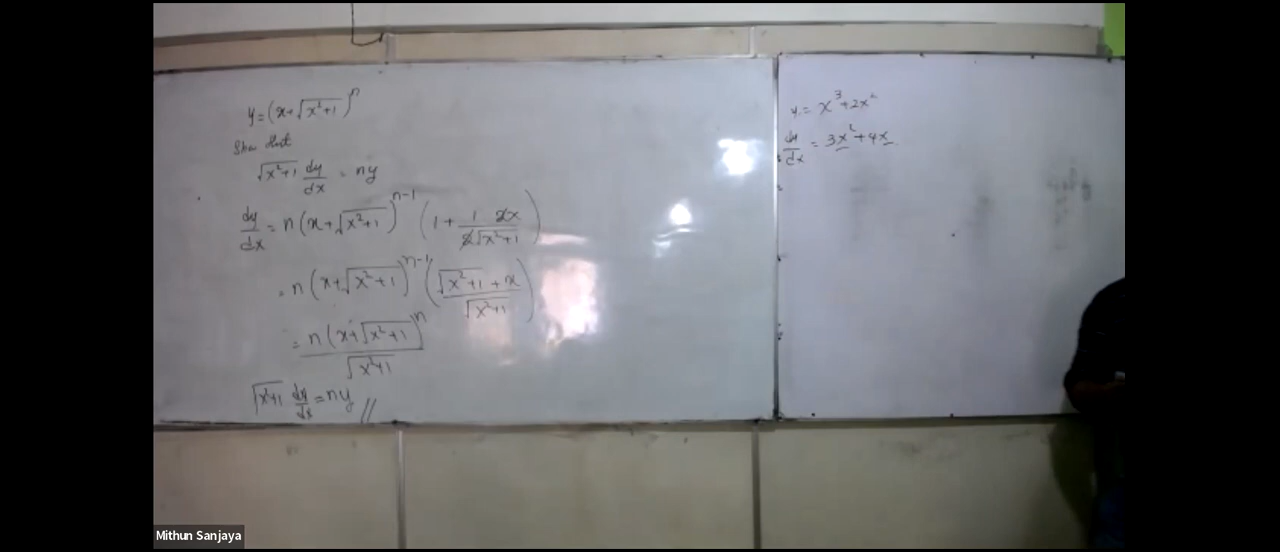 y = (x+√(x²+1))ⁿ
Show that
√(x²+1) dy/dx = ny
dy/dx = n(x+√(x²+1))ⁿ⁻¹ (1 + 1 2x / 2√(x²+1))
= n(x+√(x²+1))ⁿ⁻¹ (√(x²+1) + x / √(x²+1))
= n(x+√(x²+1))ⁿ / √(x²+1)
√(x²+1) dy/dx = ny //
y = x³+2x²
dy/dx = 3x²+4x
Mithun Sanjaya